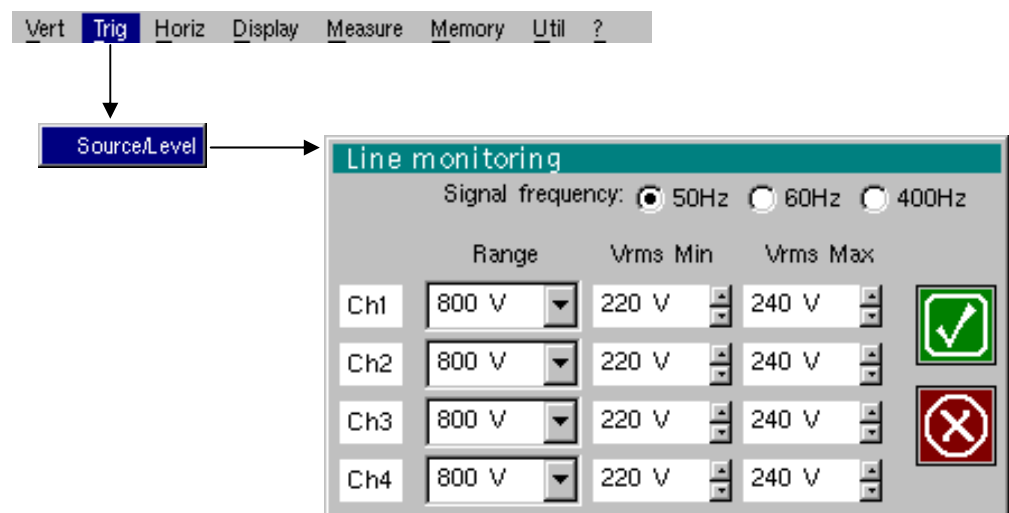 Vert Trig Horiz Display Measure Memory Util ?
Source/Level
Line monitoring
Signal frequency: 50Hz 60Hz 400Hz
Range Vrms Min Vrms Max
Ch1 800 V 220 V 240 V
Ch2 800 V 220 V 240 V
Ch3 800 V 220 V 240 V
Ch4 800 V 220 V 240 V